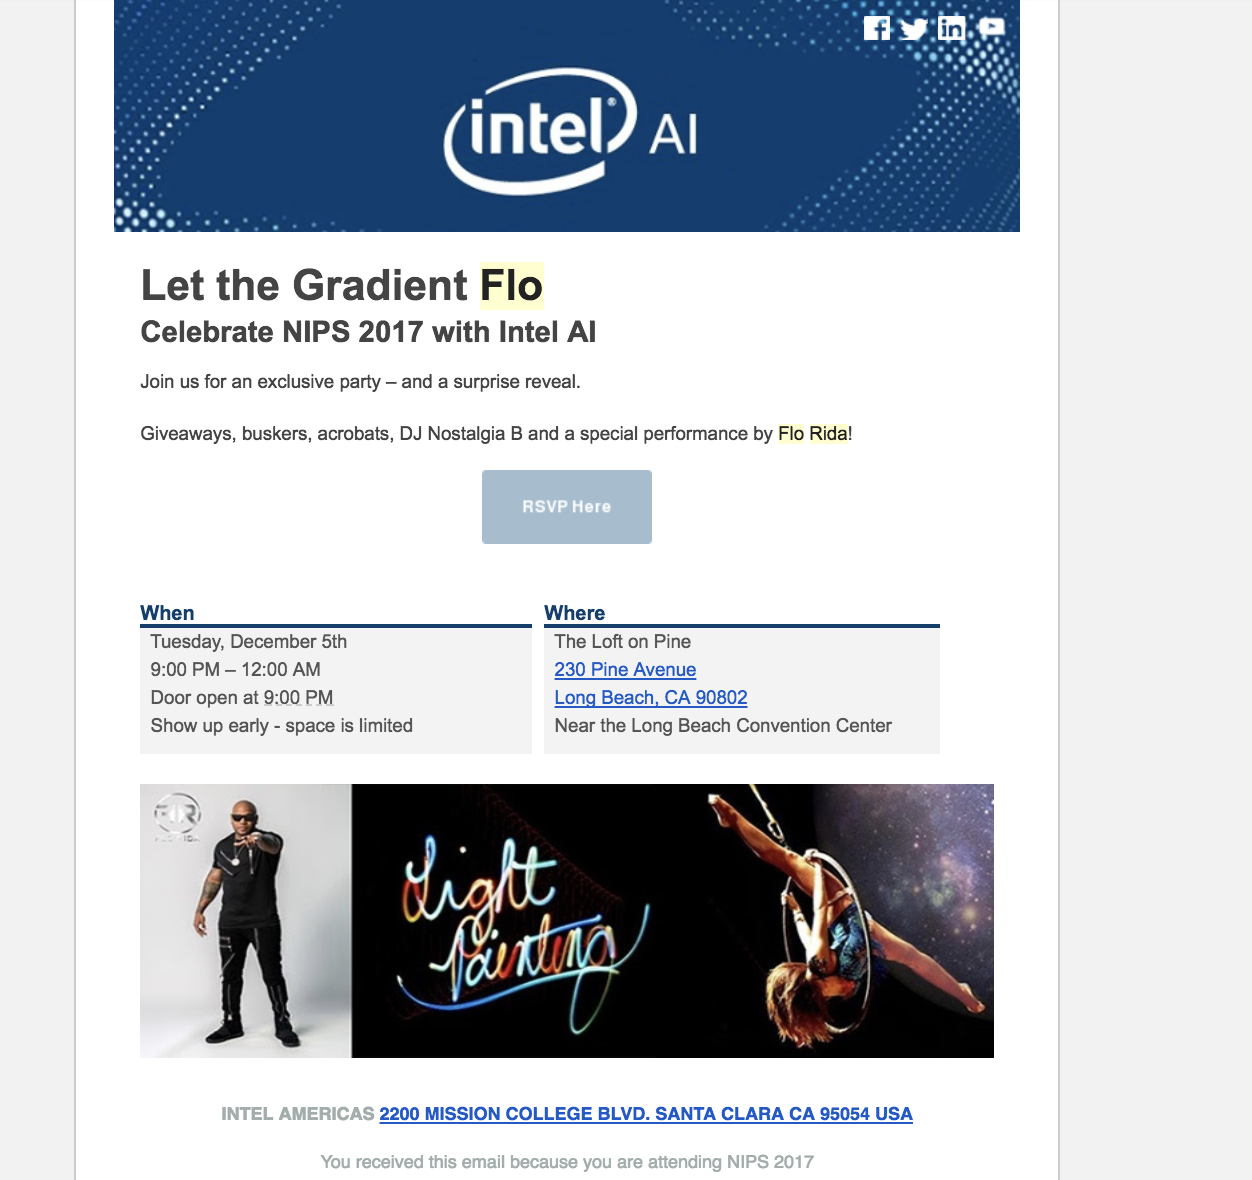 intel® AI
Let the Gradient Flo
Celebrate NIPS 2017 with Intel AI
Join us for an exclusive party – and a surprise reveal.
Giveaways, buskers, acrobats, DJ Nostalgia B and a special performance by Flo Rida!
RSVP Here
When
Tuesday, December 5th
9:00 PM – 12:00 AM
Door open at 9:00 PM
Show up early - space is limited
Where
The Loft on Pine
230 Pine Avenue
Long Beach, CA 90802
Near the Long Beach Convention Center
Light
Painting
INTEL AMERICAS 2200 MISSION COLLEGE BLVD. SANTA CLARA CA 95054 USA
You received this email because you are attending NIPS 2017